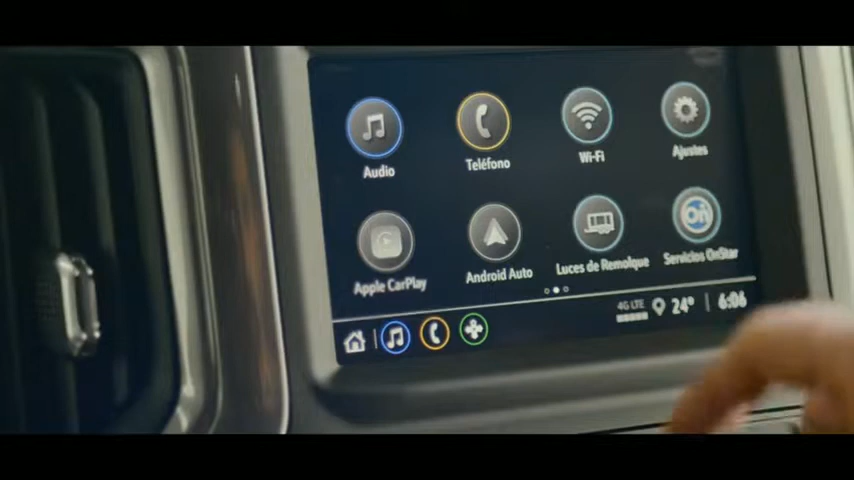 Audio
Teléfono
Wi-Fi
Ajustes
Apple CarPlay
Android Auto
Luces de Remolque
On
Servicios OnStar
4G LTE
24°
6:06